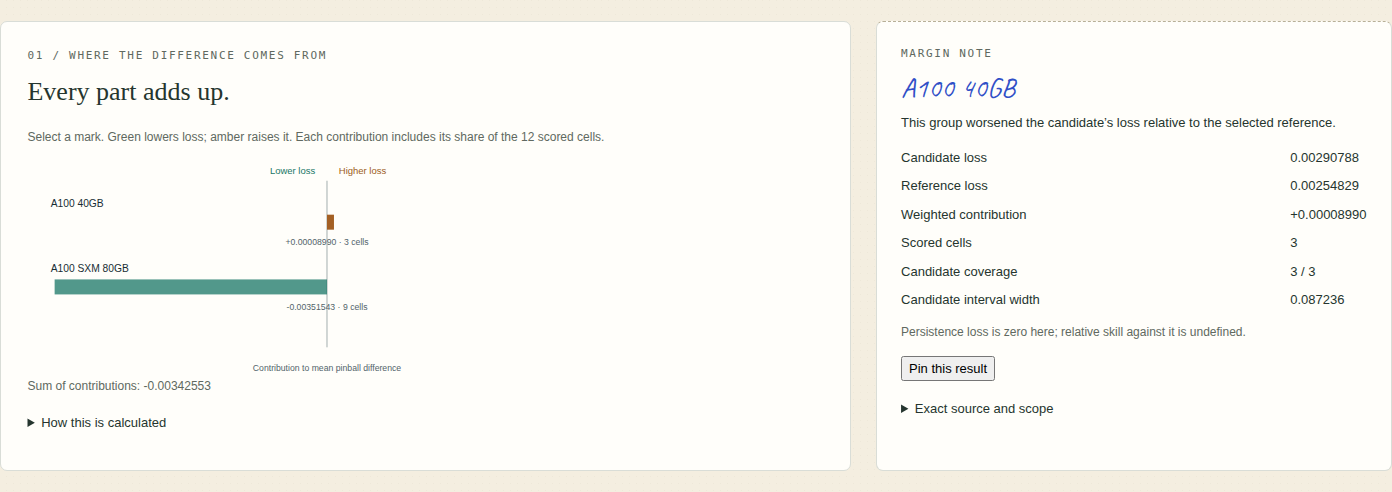 01 / WHERE THE DIFFERENCE COMES FROM
Every part adds up.
Select a mark. Green lowers loss; amber raises it. Each contribution includes its share of the 12 scored cells.
Lower loss Higher loss
A100 40GB
+0.00008990 · 3 cells
A100 SXM 80GB
-0.00351543 · 9 cells
Contribution to mean pinball difference
Sum of contributions: -0.00342553
▶ How this is calculated
MARGIN NOTE
A100 40GB
This group worsened the candidate's loss relative to the selected reference.
Candidate loss 0.00290788
Reference loss 0.00254829
Weighted contribution +0.00008990
Scored cells 3
Candidate coverage 3 / 3
Candidate interval width 0.087236
Persistence loss is zero here; relative skill against it is undefined.
Pin this result
▶ Exact source and scope